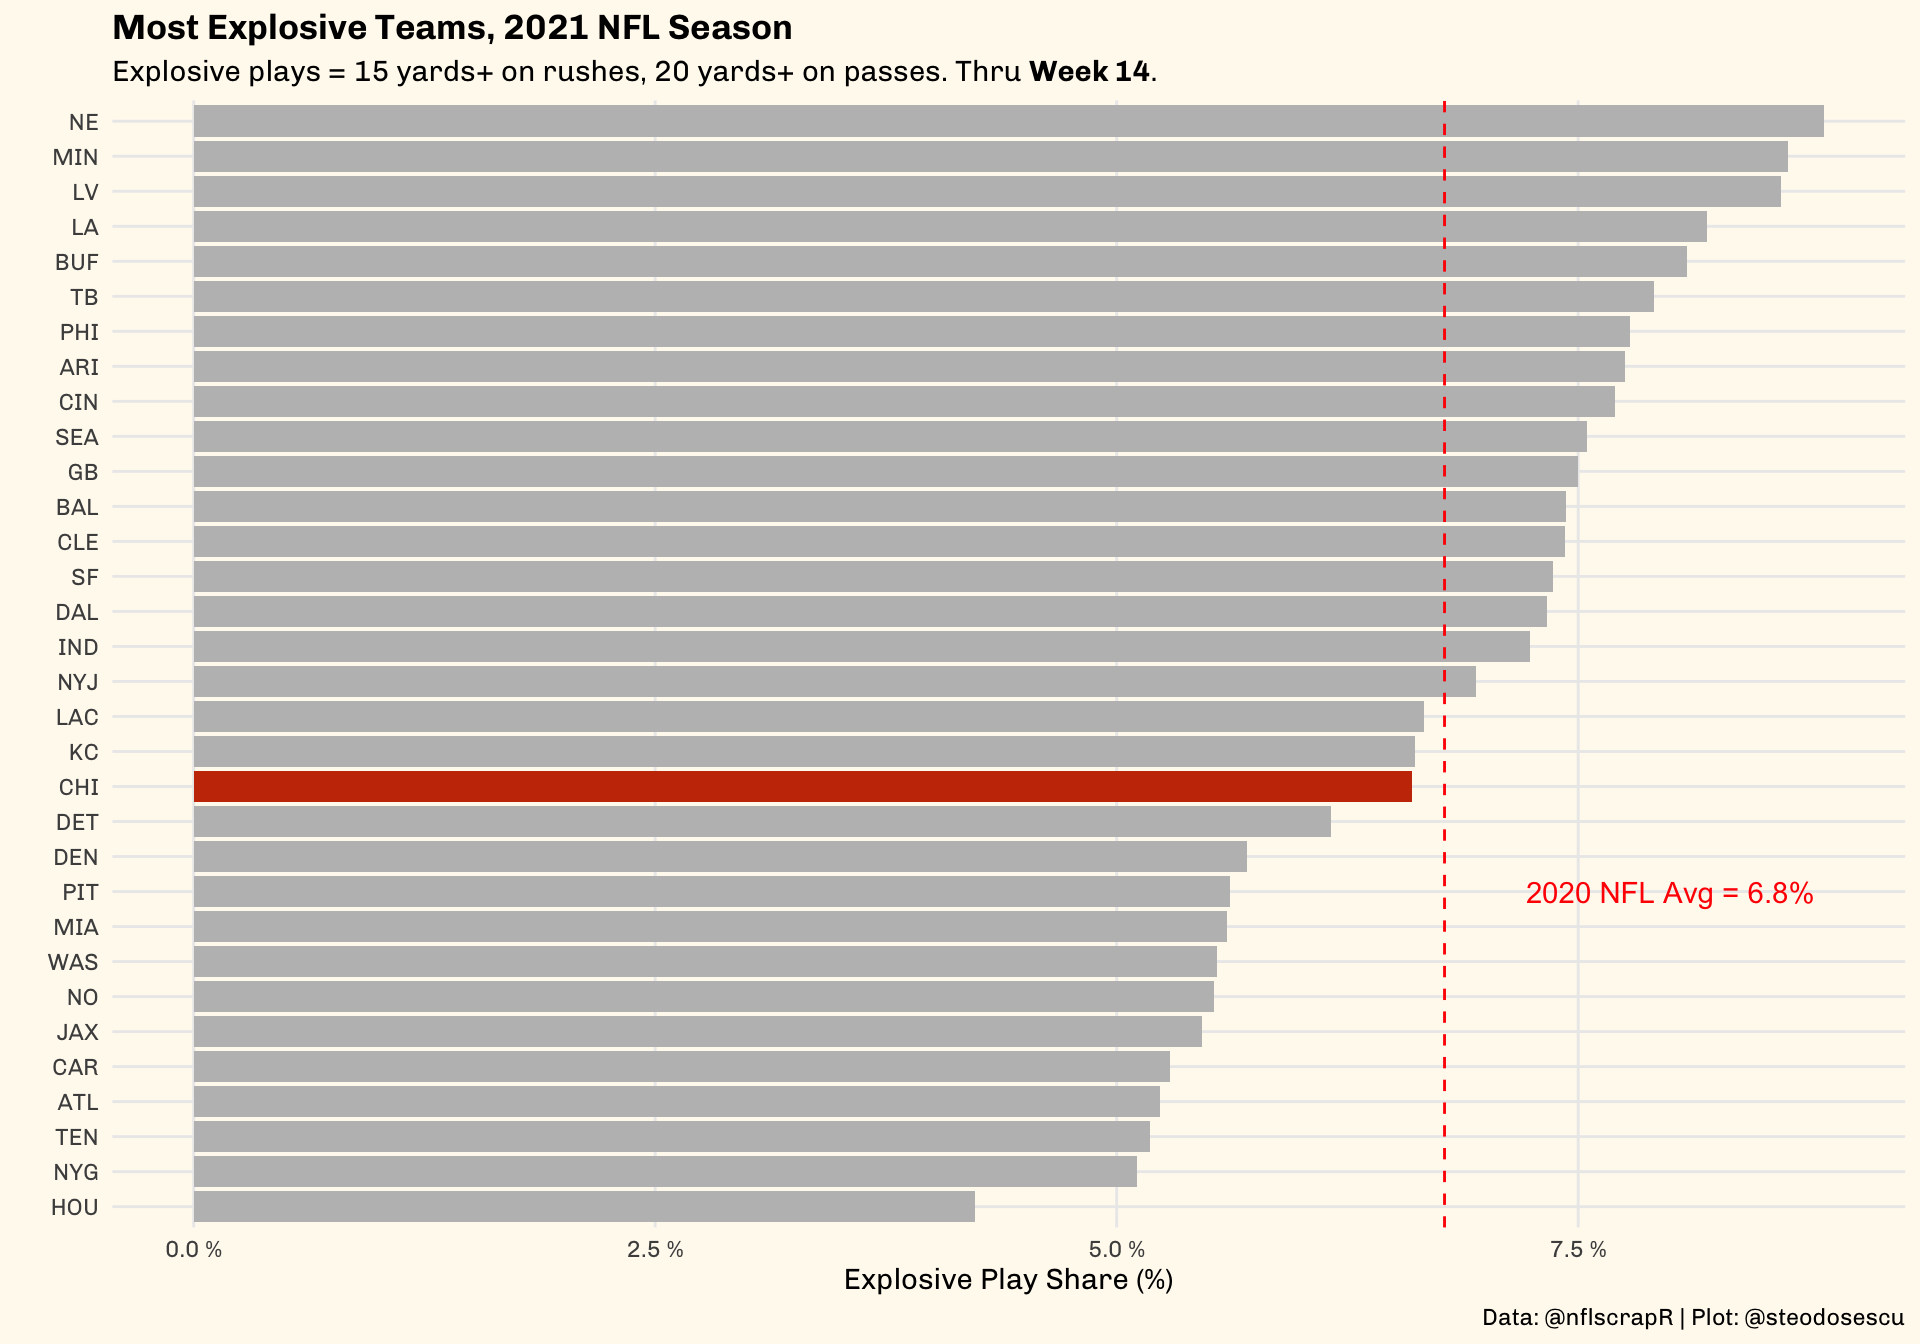 Most Explosive Teams, 2021 NFL Season
Explosive plays = 15 yards+ on rushes, 20 yards+ on passes. Thru Week 14.
NE
MIN
LV
LA
BUF
TB
PHI
ARI
CIN
SEA
GB
BAL
CLE
SF
DAL
IND
NYJ
LAC
KC
CHI
DET
DEN
PIT
2020 NFL Avg = 6.8%
MIA
WAS
NO
JAX
CAR
ATL
TEN
NYG
HOU
0.0 % 2.5 % 5.0 % 7.5 %
Explosive Play Share (%)
Data: @nflscrapR | Plot: @steodosescu